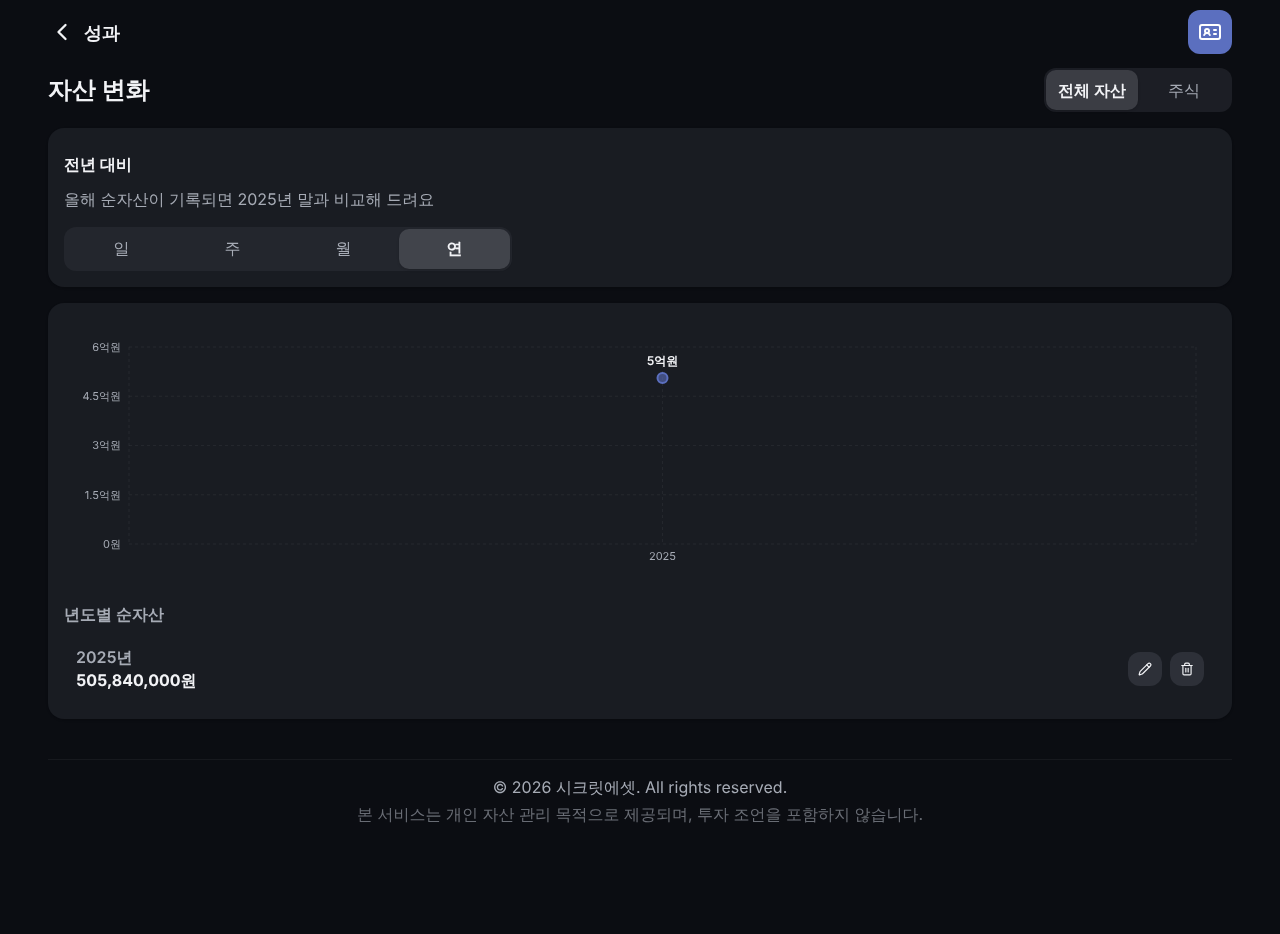 성과
자산 변화
전체 자산 주식
전년 대비
올해 순자산이 기록되면 2025년 말과 비교해 드려요
일 주 월 연
6억원
5억원
4.5억원
3억원
1.5억원
0원
2025
년도별 순자산
2025년
505,840,000원
© 2026 시크릿에셋. All rights reserved.
본 서비스는 개인 자산 관리 목적으로 제공되며, 투자 조언을 포함하지 않습니다.